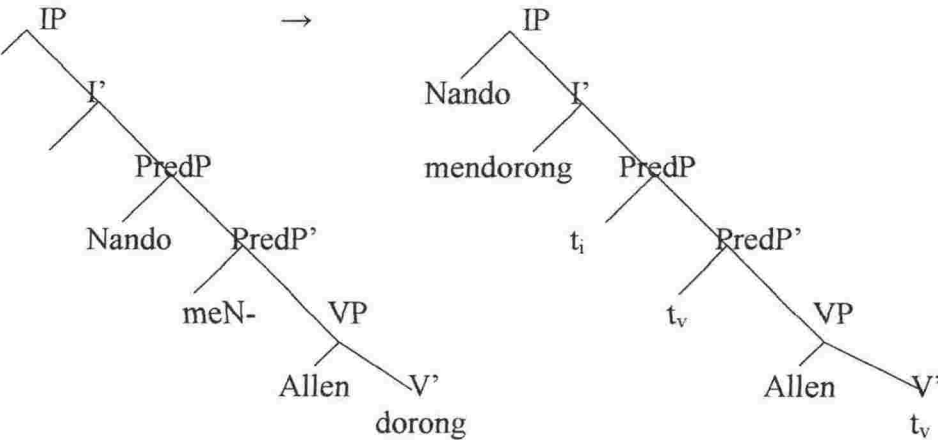 IP → IP
Nando
I’ I’
mendorong
PredP PredP
Nando PredP’ tᵢ PredP’
meN- VP tᵥ VP
Allen V’ Allen V’
dorong tᵥ